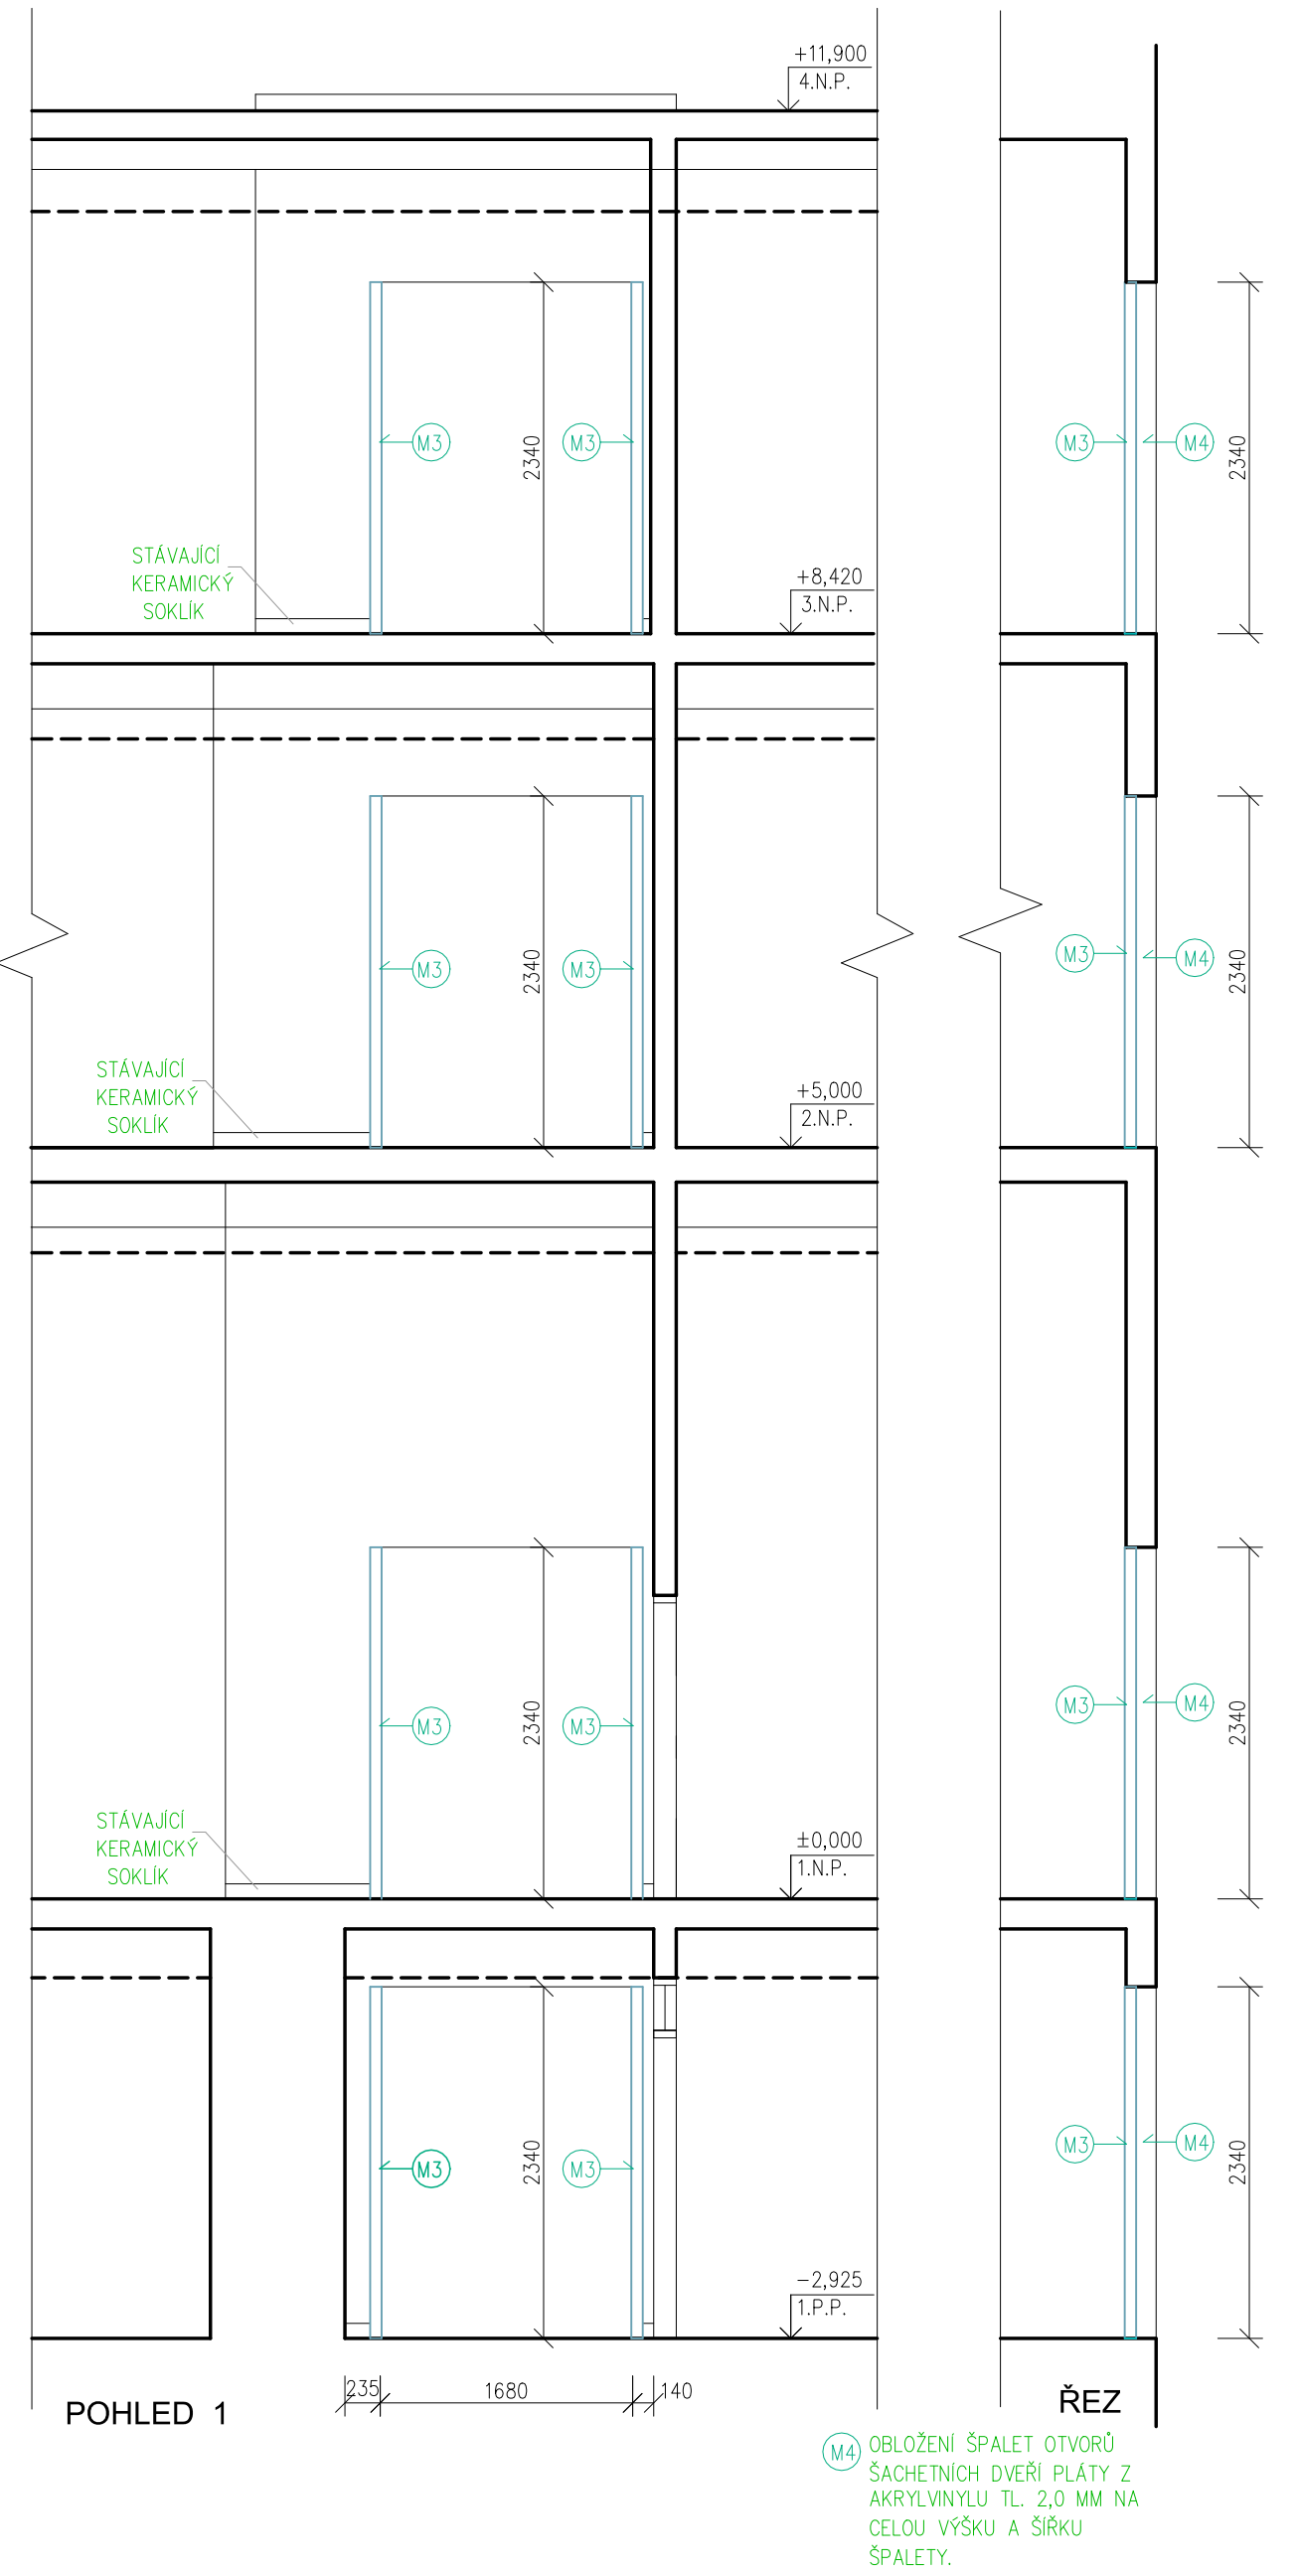 +11,900
4.N.P.
M3
M3
2340
M3
M4
2340
STÁVAJÍCÍ
KERAMICKÝ
SOKLÍK
+8,420
3.N.P.
M3
M3
2340
M3
M4
2340
STÁVAJÍCÍ
KERAMICKÝ
SOKLÍK
+5,000
2.N.P.
M3
M3
2340
M3
M4
2340
STÁVAJÍCÍ
KERAMICKÝ
SOKLÍK
±0,000
1.N.P.
M3
M3
2340
M3
M4
2340
−2,925
1.P.P.
235
1680
140
POHLED 1
ŘEZ
M4 OBLOŽENÍ ŠPALET OTVORŮ
ŠACHETNÍCH DVEŘÍ PLÁTY Z
AKRYLVINYLU TL. 2,0 MM NA
CELOU VÝŠKU A ŠÍŘKU
ŠPALETY.